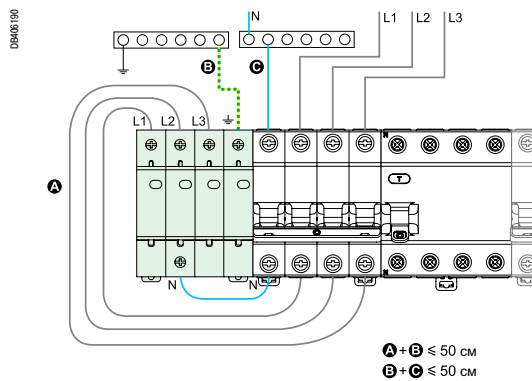 DB406190
N
L1 L2 L3
B C
L1 L2 L3
N
T
A
N
N N
A + B ≤ 50 см
B + C ≤ 50 см